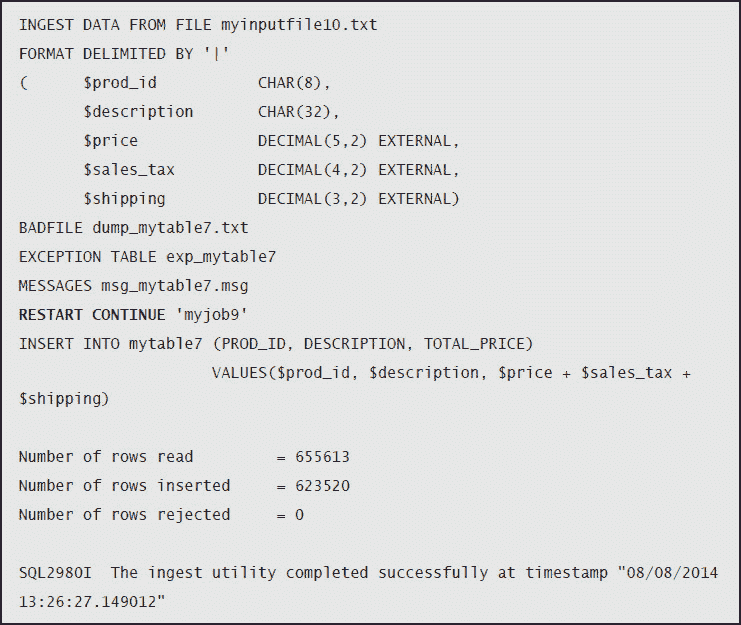 INGEST DATA FROM FILE myinputfile10.txt
FORMAT DELIMITED BY '|'
( $prod_id CHAR(8),
$description CHAR(32),
$price DECIMAL(5,2) EXTERNAL,
$sales_tax DECIMAL(4,2) EXTERNAL,
$shipping DECIMAL(3,2) EXTERNAL)
BADFILE dump_mytable7.txt
EXCEPTION TABLE exp_mytable7
MESSAGES msg_mytable7.msg
RESTART CONTINUE 'myjob9'
INSERT INTO mytable7 (PROD_ID, DESCRIPTION, TOTAL_PRICE)
VALUES($prod_id, $description, $price + $sales_tax +
$shipping)
Number of rows read = 655613
Number of rows inserted = 623520
Number of rows rejected = 0
SQL2980I The ingest utility completed successfully at timestamp "08/08/2014
13:26:27.149012"